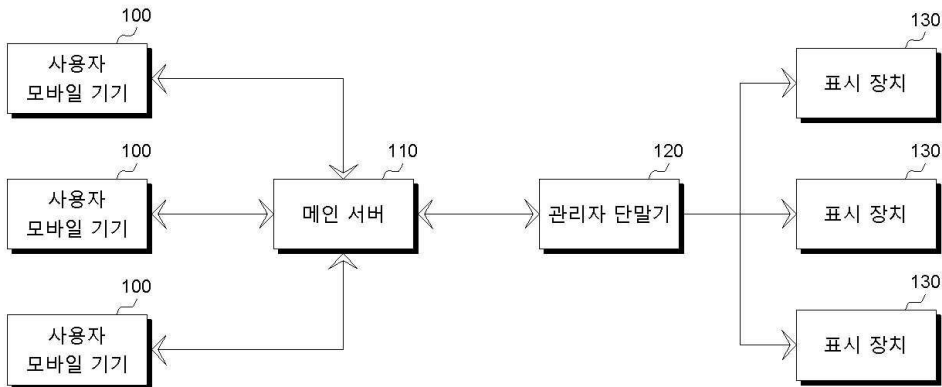 100
사용자
모바일 기기
100
사용자
모바일 기기
100
사용자
모바일 기기
110
메인 서버
120
관리자 단말기
130
표시 장치
130
표시 장치
130
표시 장치